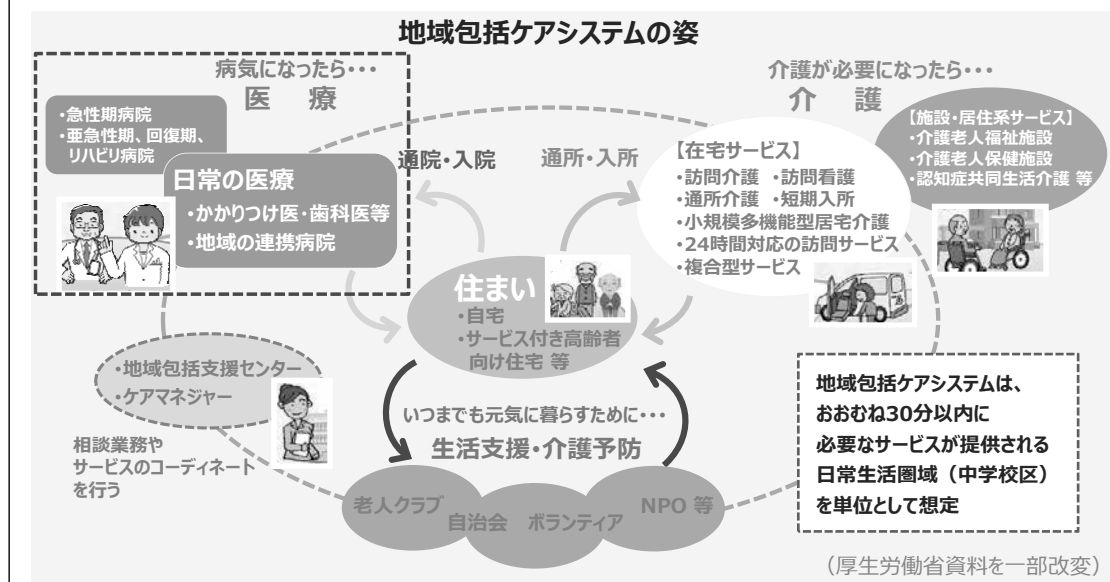 地域包括ケアシステムの姿
病気になったら・・・
医 療
・急性期病院
・亜急性期、回復期、
リハビリ病院
日常の医療
・かかりつけ医・歯科医等
・地域の連携病院
通院・入院
通所・入所
介護が必要になったら・・・
介 護
【在宅サービス】
・訪問介護 ・訪問看護
・通所介護 ・短期入所
・小規模多機能型居宅介護
・24時間対応の訪問サービス
・複合型サービス
【施設・居住系サービス】
・介護老人福祉施設
・介護老人保健施設
・認知症共同生活介護 等
住まい
・自宅
・サービス付き高齢者
向け住宅 等
・地域包括支援センター
・ケアマネジャー
相談業務や
サービスのコーディネート
を行う
いつまでも元気に暮らすために・・・
生活支援・介護予防
老人クラブ
自治会
ボランティア
NPO 等
地域包括ケアシステムは、
おおむね30分以内に
必要なサービスが提供される
日常生活圏域（中学校区）
を単位として想定
（厚生労働省資料を一部改変）